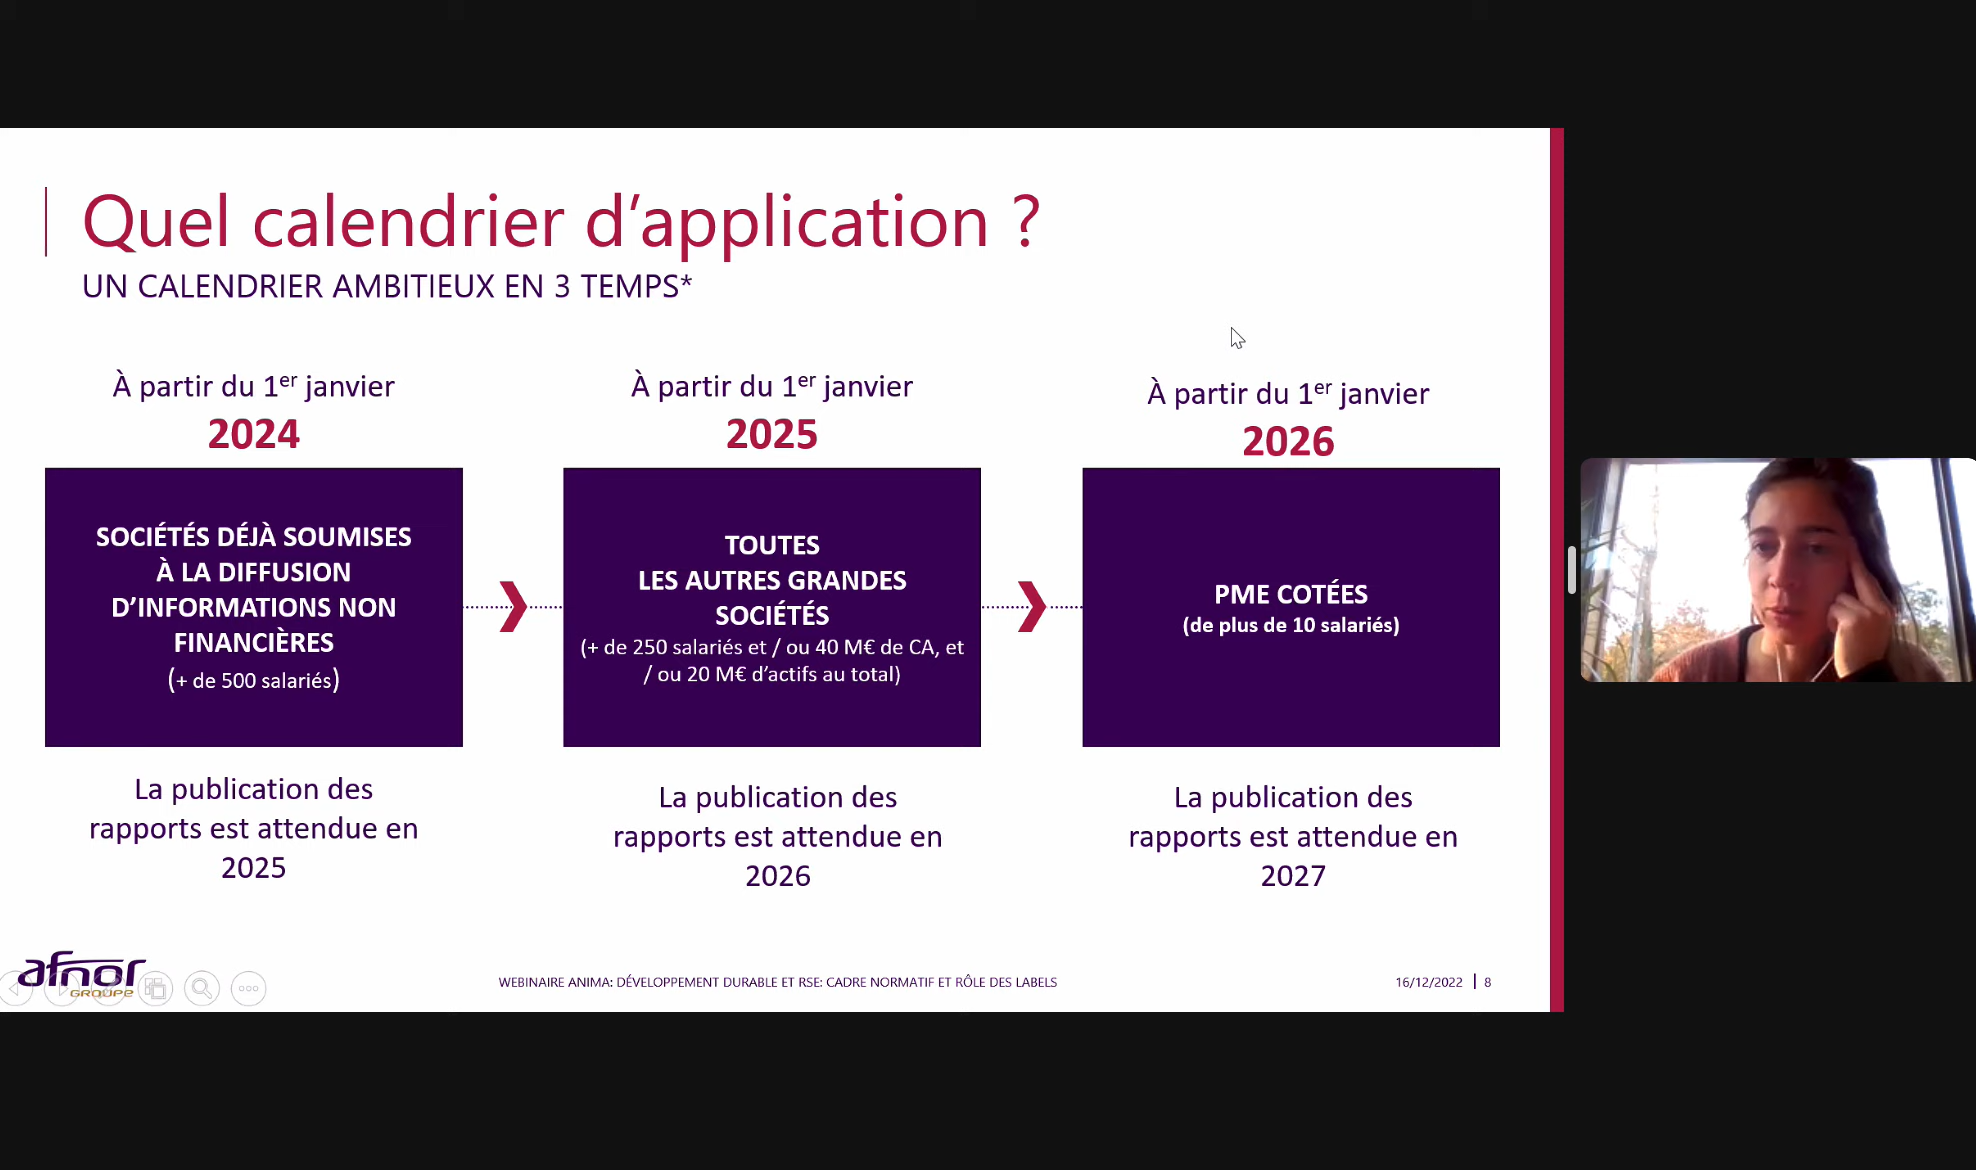 Quel calendrier d’application ?
UN CALENDRIER AMBITIEUX EN 3 TEMPS*
À partir du 1er janvier
2024
SOCIÉTÉS DÉJÀ SOUMISES
À LA DIFFUSION
D’INFORMATIONS NON
FINANCIÈRES
(+ de 500 salariés)
La publication des
rapports est attendue en
2025
À partir du 1er janvier
2025
TOUTES
LES AUTRES GRANDES
SOCIÉTÉS
(+ de 250 salariés et / ou 40 M€ de CA, et
/ ou 20 M€ d’actifs au total)
La publication des
rapports est attendue en
2026
À partir du 1er janvier
2026
PME COTÉES
(de plus de 10 salariés)
La publication des
rapports est attendue en
2027
afnor
GROUPE
WEBINAIRE ANIMA: DÉVELOPPEMENT DURABLE ET RSE: CADRE NORMATIF ET RÔLE DES LABELS
16/12/2022 | 8